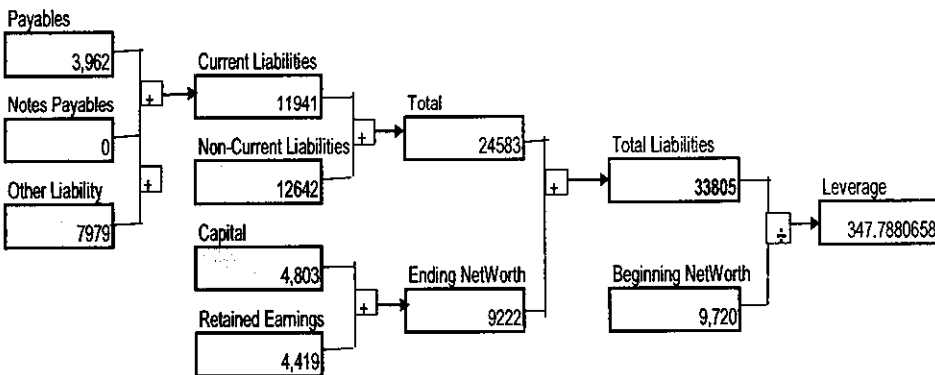 Payables
3,962
Notes Payables
0
Other Liability
7979
+
+
Current Liabilities
11941
Non-Current Liabilities
12642
+
Capital
4,803
Retained Earnings
4,419
+
Total
24583
Ending NetWorth
9222
+
Total Liabilities
33805
Beginning NetWorth
9,720
÷
Leverage
347.7880658